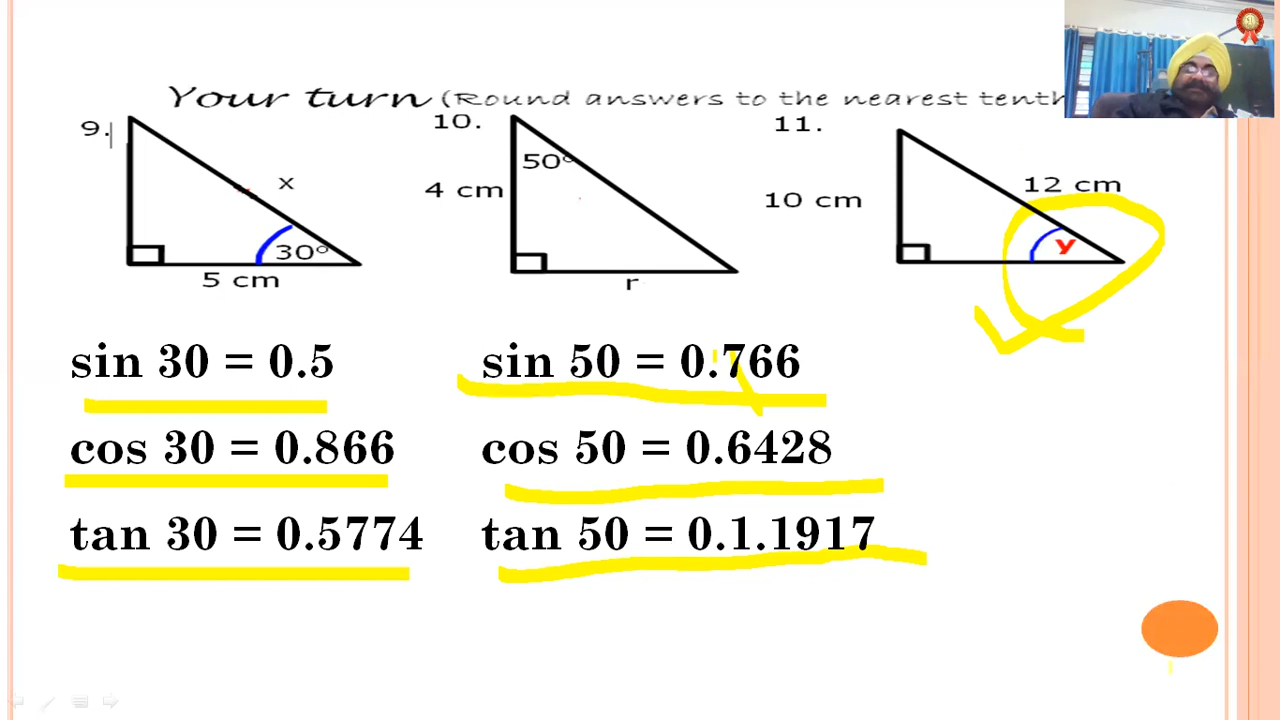 Your turn (Round answers to the nearest tenth
9.
x
30°
5 cm
10.
50°
4 cm
r
11.
12 cm
10 cm
y
sin 30 = 0.5
sin 50 = 0.766
cos 30 = 0.866
cos 50 = 0.6428
tan 30 = 0.5774
tan 50 = 0.1.1917